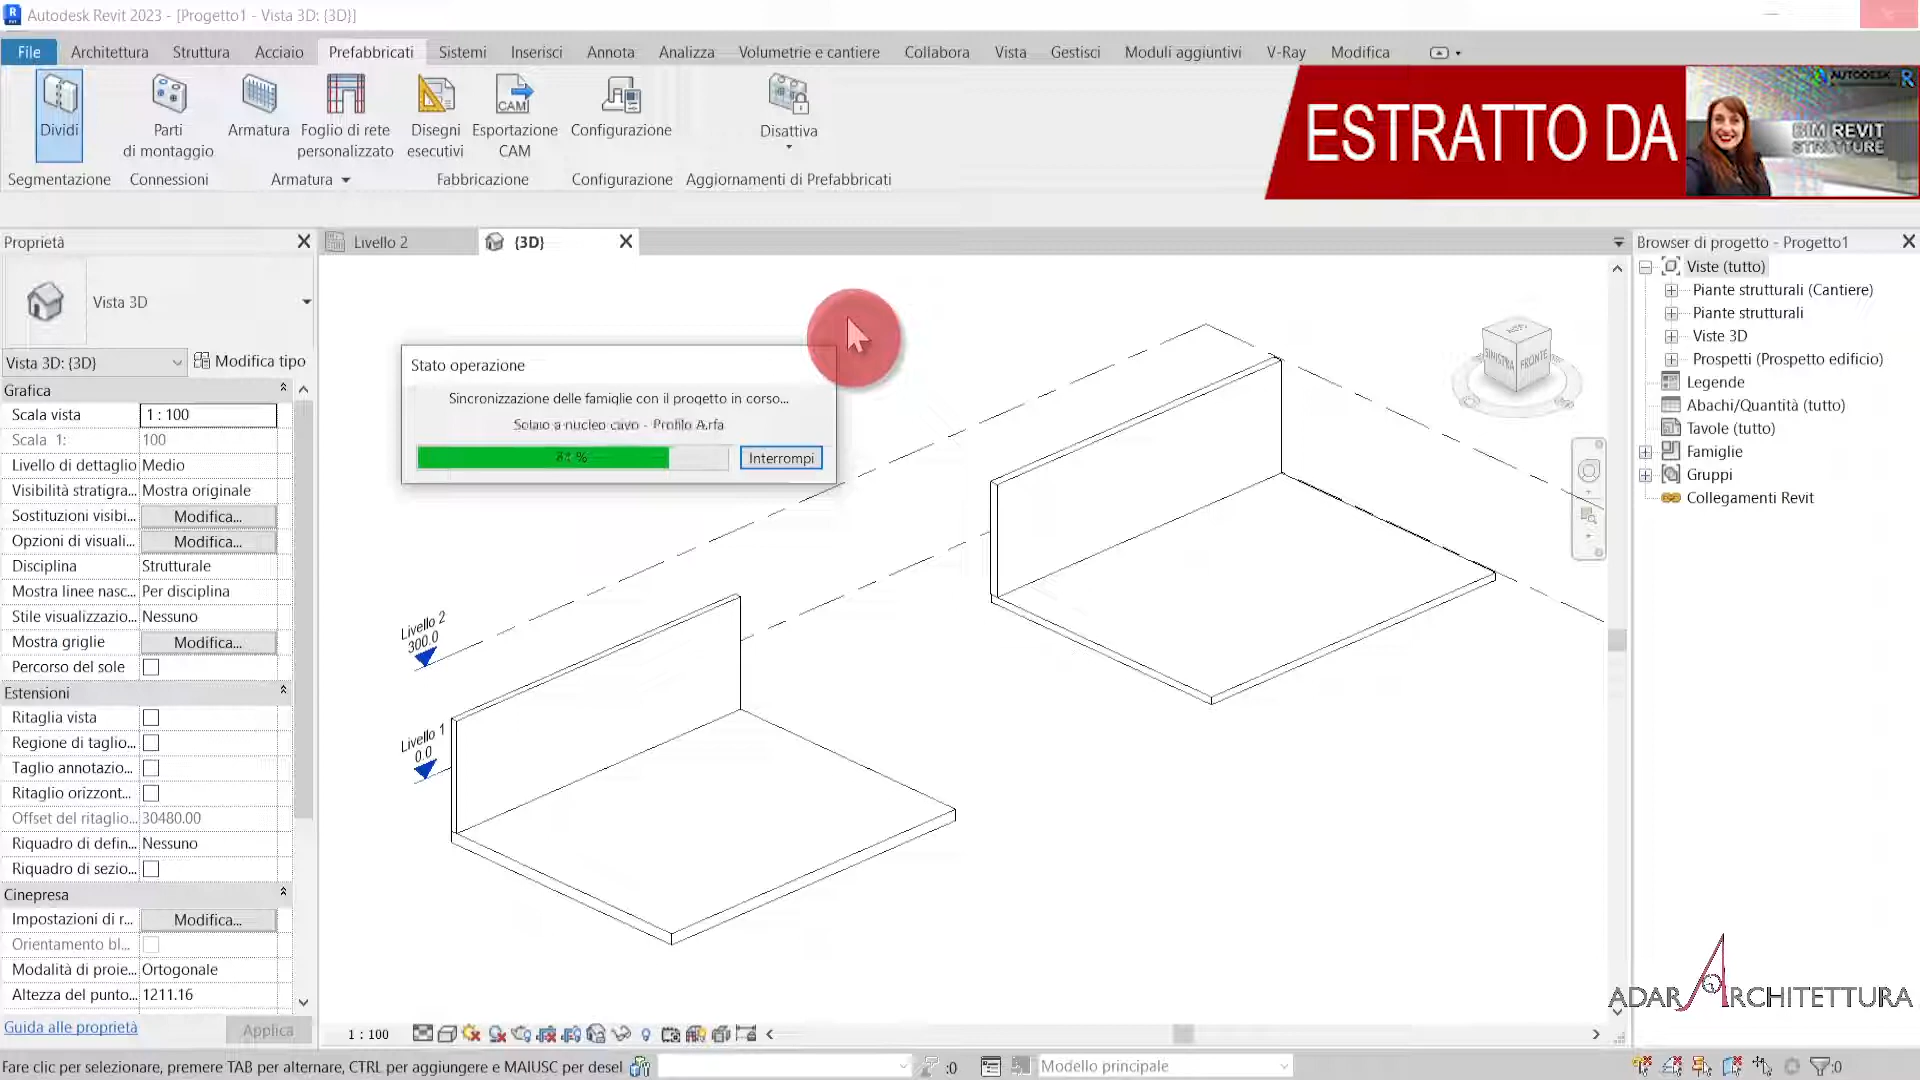 Autodesk Revit 2023 - [Progetto1 - Vista 3D: {3D}]
File Architettura Struttura Acciaio Prefabbricati Sistemi Inserisci Annota Analizza Volumetrie e cantiere Collabora Vista Gestisci Moduli aggiuntivi V-Ray Modifica
Dividi
Parti
di montaggio
Armatura
Foglio di rete
personalizzato
Disegni
esecutivi
CAM
Esportazione
CAM
Configurazione
Disattiva
Segmentazione Connessioni Armatura Fabbricazione Configurazione Aggiornamenti di Prefabbricati
ESTRATTO DA
AUTODESK R
BIM REVIT
STRUTTURE
Proprietà
Livello 2
{3D}
Browser di progetto - Progetto1
Vista 3D
Vista 3D: {3D}
Modifica tipo
Grafica
Scala vista 1 : 100
Scala 1: 100
Livello di dettaglio Medio
Visibilità stratigra... Mostra originale
Sostituzioni visibi... Modifica...
Opzioni di visuali... Modifica...
Disciplina Strutturale
Mostra linee nasc... Per disciplina
Stile visualizzazio... Nessuno
Mostra griglie Modifica...
Percorso del sole
Estensioni
Ritaglia vista
Regione di taglio...
Taglio annotazio...
Ritaglio orizzont...
Offset del ritaglio... 30480.00
Riquadro di defin... Nessuno
Riquadro di sezio...
Cinepresa
Impostazioni di r... Modifica...
Orientamento bl...
Modalità di proie... Ortogonale
Altezza del punto... 1211.16
Guida alle proprietà
Applica
Stato operazione
Sincronizzazione delle famiglie con il progetto in corso...
Solaio a nucleo cavo - Profilo A.rfa
Interrompi
Livello 2
300.0
Livello 1
0.0
ALTO
SINISTRA
FRONTE
Viste (tutto)
Piante strutturali (Cantiere)
Piante strutturali
Viste 3D
Prospetti (Prospetto edificio)
Legende
Abachi/Quantità (tutto)
Tavole (tutto)
Famiglie
Gruppi
Collegamenti Revit
ADARARCHITETTURA
1 : 100
Fare clic per selezionare, premere TAB per alternare, CTRL per aggiungere e MAIUSC per desel
:0
Modello principale
:0